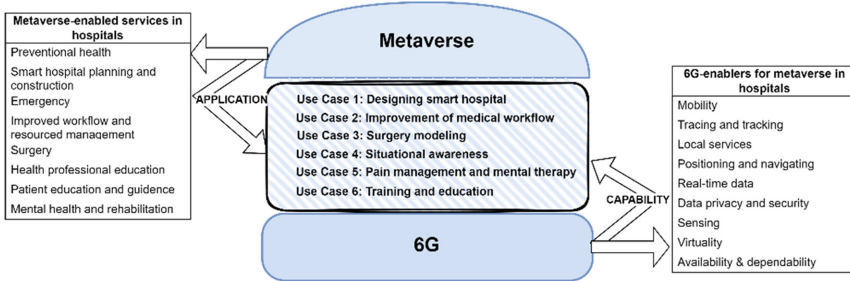 Metaverse-enabled services in
hospitals
Preventional health
Smart hospital planning and
construction
Emergency
Improved workflow and
resourced management
Surgery
Health professional education
Patient education and guidence
Mental health and rehabilitation
APPLICATION
Metaverse
Use Case 1: Designing smart hospital
Use Case 2: Improvement of medical workflow
Use Case 3: Surgery modeling
Use Case 4: Situational awareness
Use Case 5: Pain management and mental therapy
Use Case 6: Training and education
6G
CAPABILITY
6G-enablers for metaverse in
hospitals
Mobility
Tracing and tracking
Local services
Positioning and navigating
Real-time data
Data privacy and security
Sensing
Virtuality
Availability & dependability